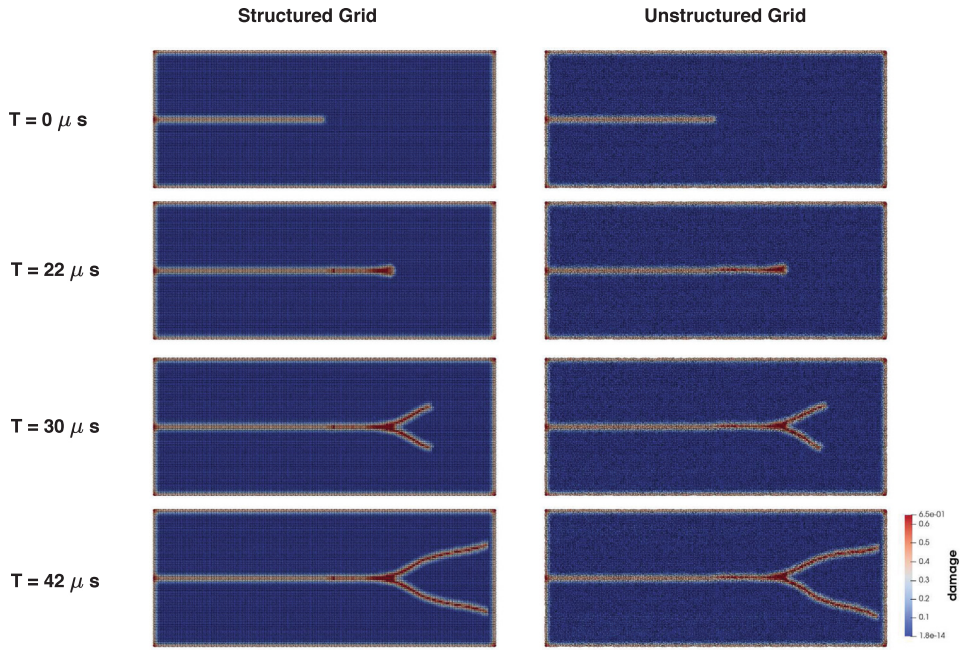 Structured Grid
Unstructured Grid
T = 0 μ s
T = 22 μ s
T = 30 μ s
T = 42 μ s
6.5e-01
0.6
0.5
0.4
0.3
0.2
0.1
1.8e-14
damage